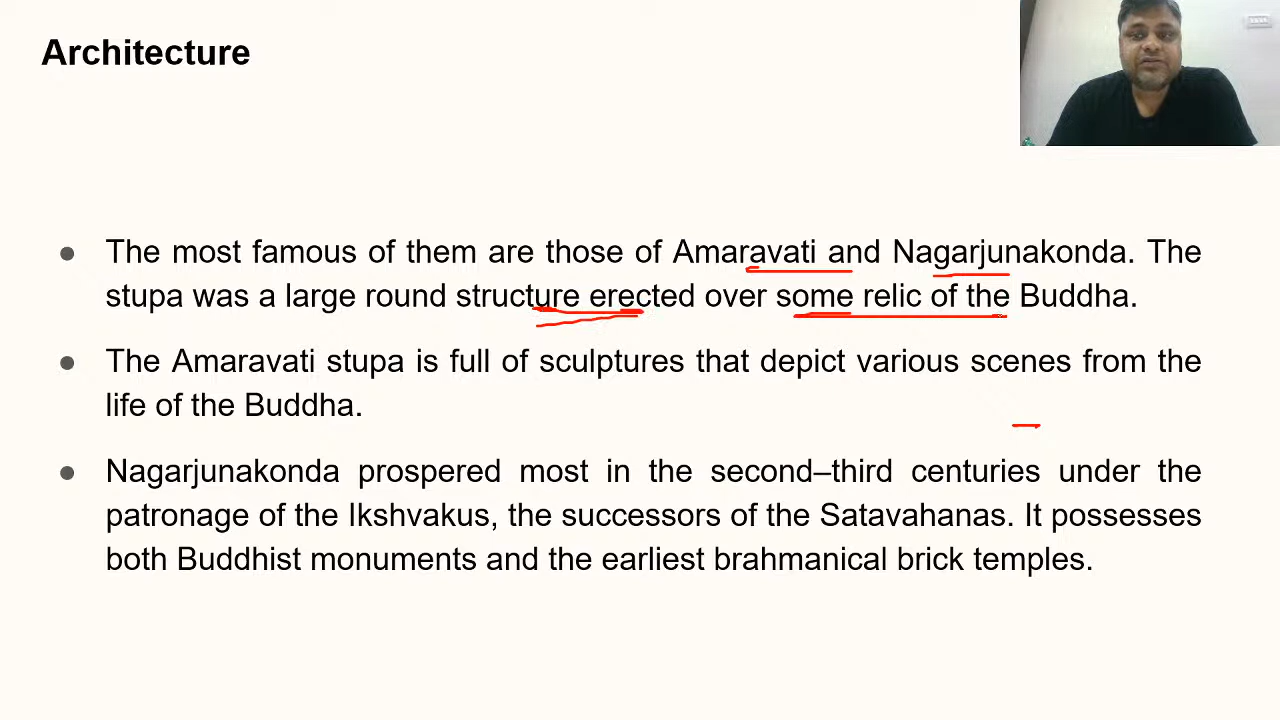 Architecture
● The most famous of them are those of Amaravati and Nagarjunakonda. The
stupa was a large round structure erected over some relic of the Buddha.
● The Amaravati stupa is full of sculptures that depict various scenes from the
life of the Buddha.
● Nagarjunakonda prospered most in the second–third centuries under the
patronage of the Ikshvakus, the successors of the Satavahanas. It possesses
both Buddhist monuments and the earliest brahmanical brick temples.